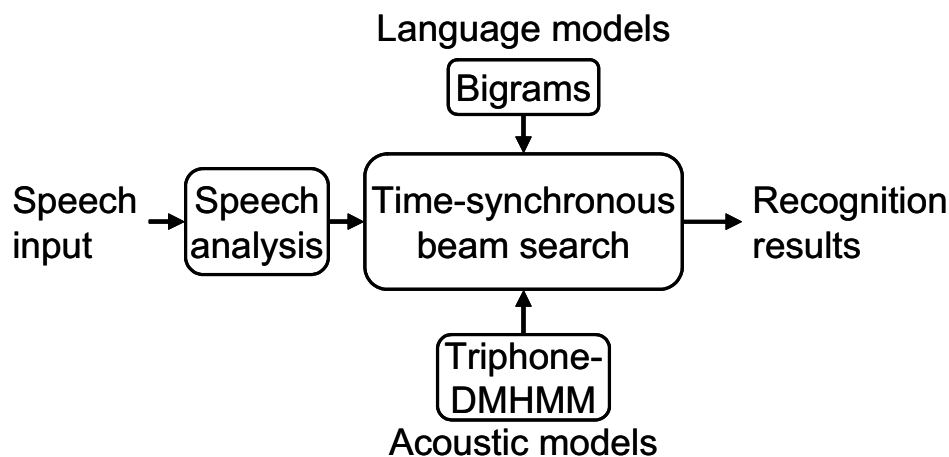 Language models
Bigrams
Speech
input
Speech
analysis
Time-synchronous
beam search
Recognition
results
Triphone-
DMHMM
Acoustic models